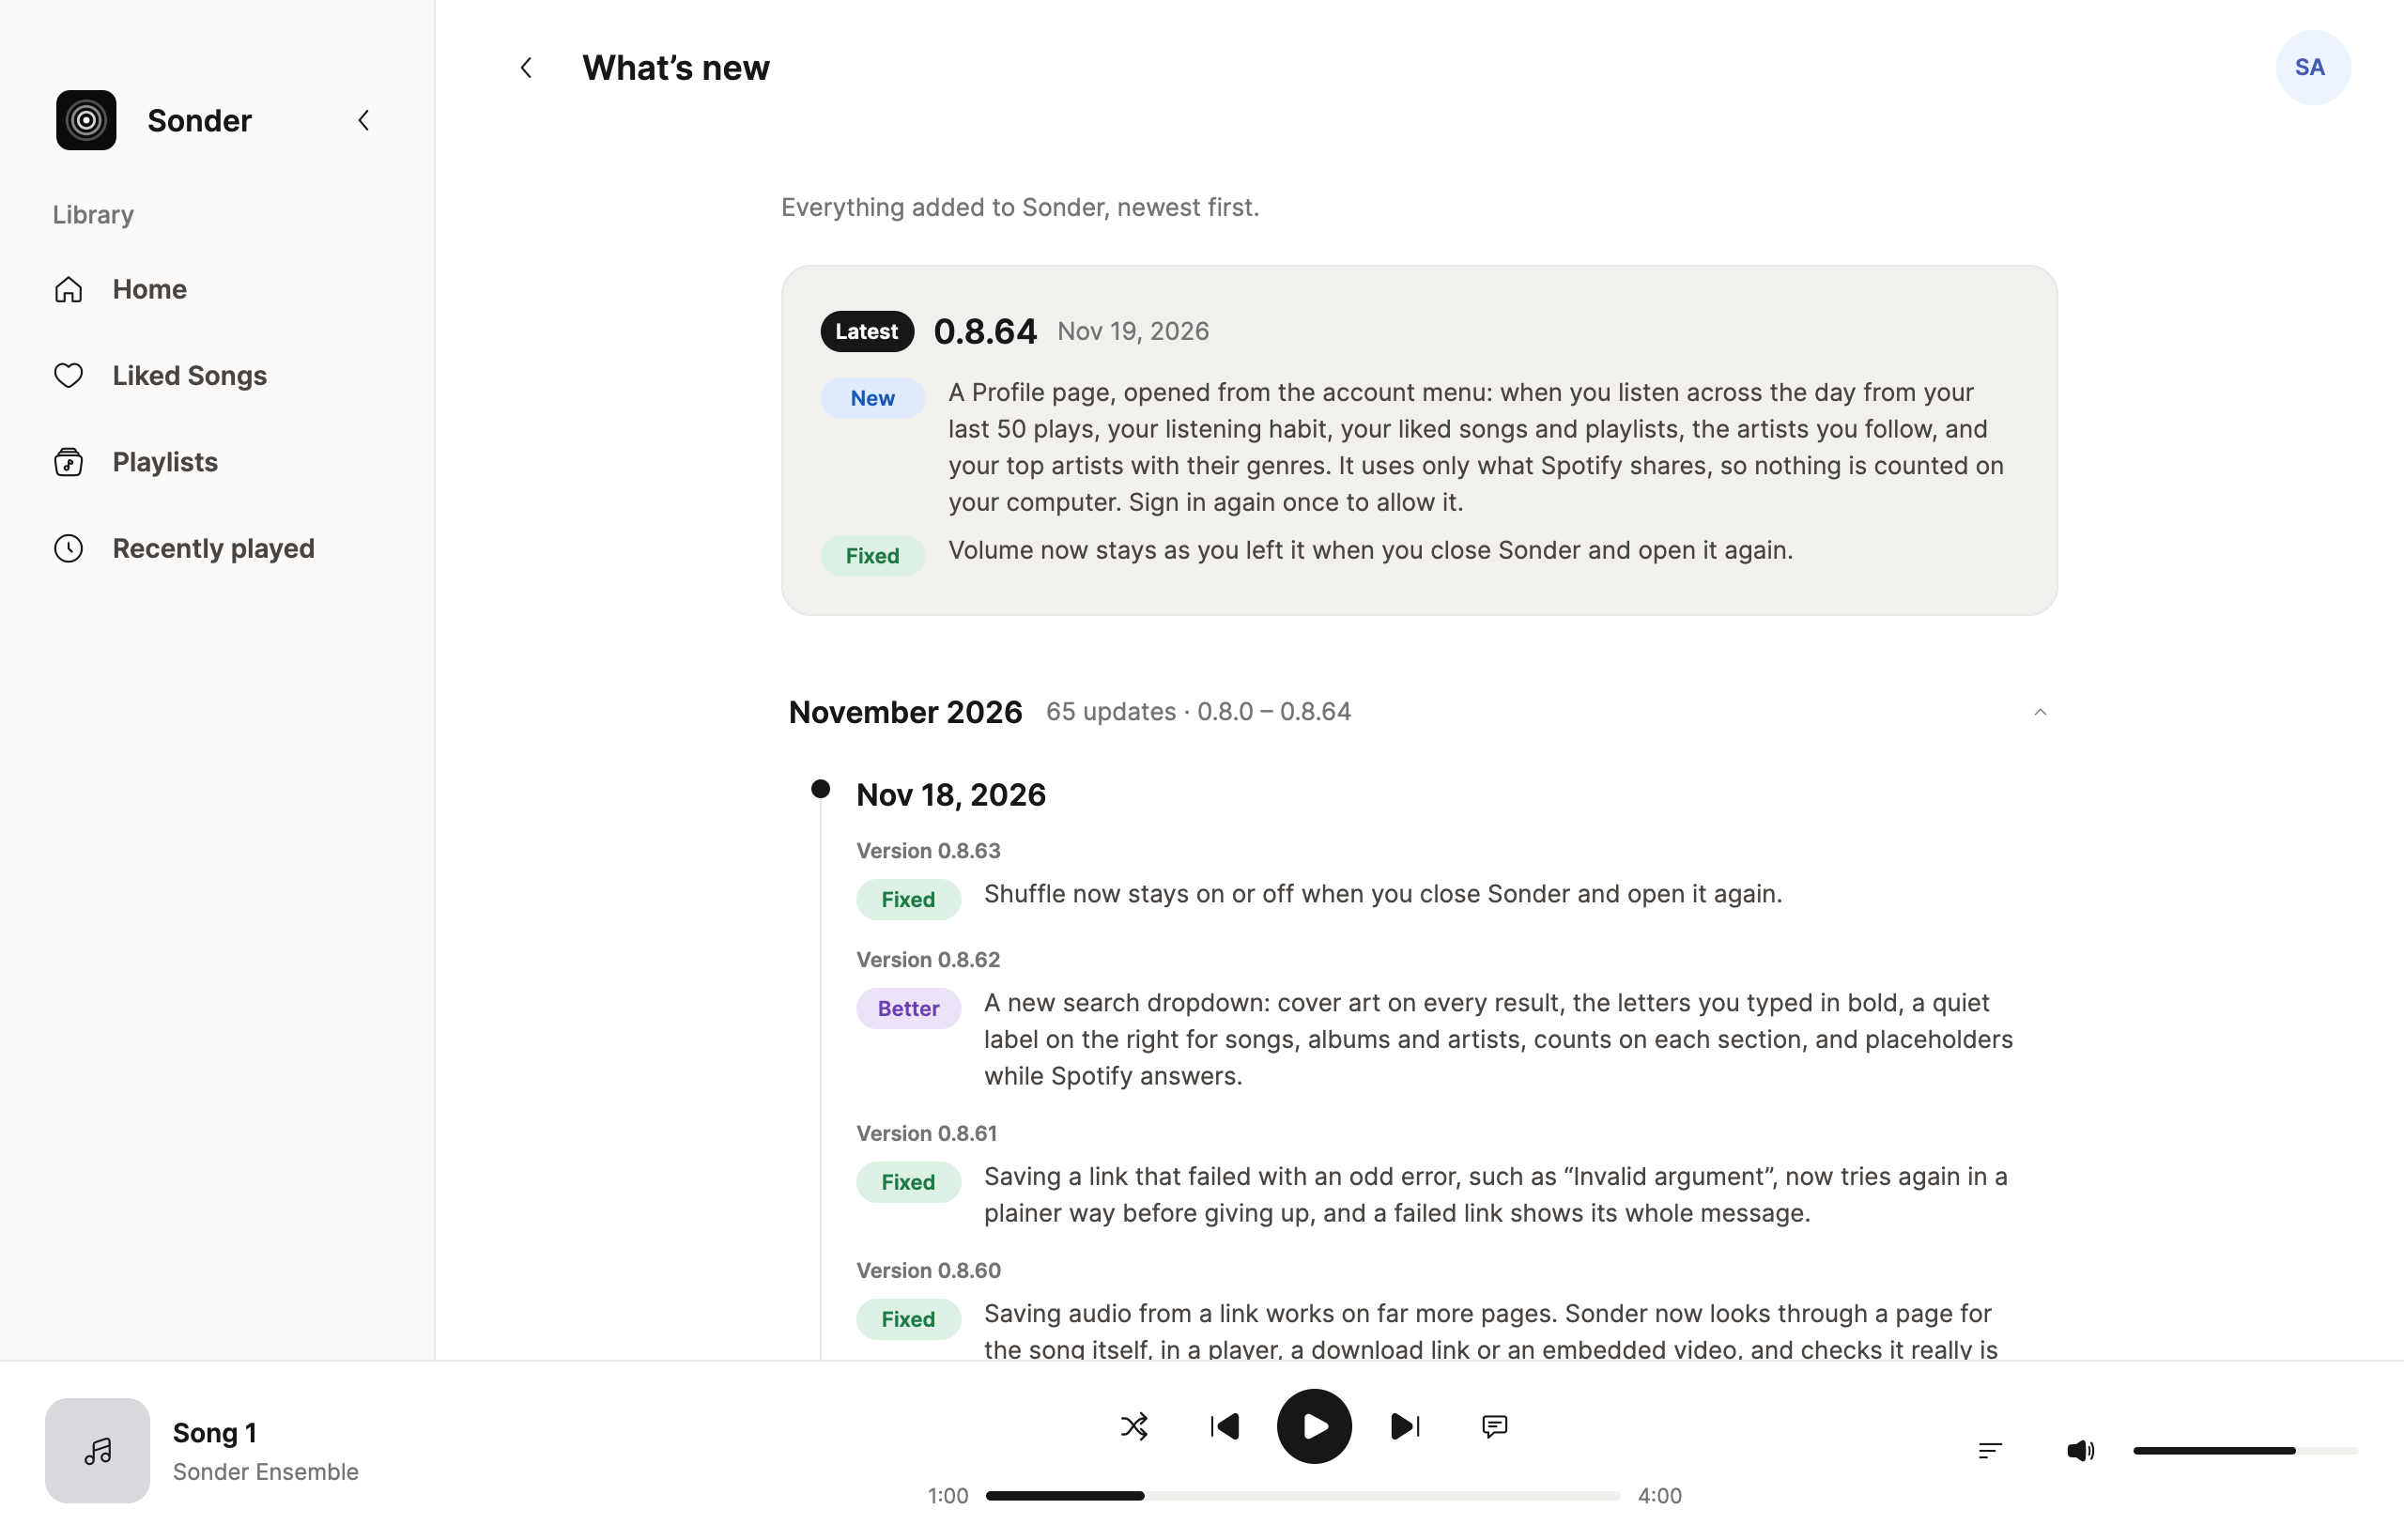 Sonder
Library
Home
Liked Songs
Playlists
Recently played
What’s new
SA
Everything added to Sonder, newest first.
Latest 0.8.64 Nov 19, 2026
New A Profile page, opened from the account menu: when you listen across the day from your
last 50 plays, your listening habit, your liked songs and playlists, the artists you follow, and
your top artists with their genres. It uses only what Spotify shares, so nothing is counted on
your computer. Sign in again once to allow it.
Fixed Volume now stays as you left it when you close Sonder and open it again.
November 2026 65 updates · 0.8.0 – 0.8.64
Nov 18, 2026
Version 0.8.63
Fixed Shuffle now stays on or off when you close Sonder and open it again.
Version 0.8.62
Better A new search dropdown: cover art on every result, the letters you typed in bold, a quiet
label on the right for songs, albums and artists, counts on each section, and placeholders
while Spotify answers.
Version 0.8.61
Fixed Saving a link that failed with an odd error, such as “Invalid argument”, now tries again in a
plainer way before giving up, and a failed link shows its whole message.
Version 0.8.60
Fixed Saving audio from a link works on far more pages. Sonder now looks through a page for
the song itself, in a player, a download link or an embedded video, and checks it really is
Song 1
Sonder Ensemble
1:00
4:00